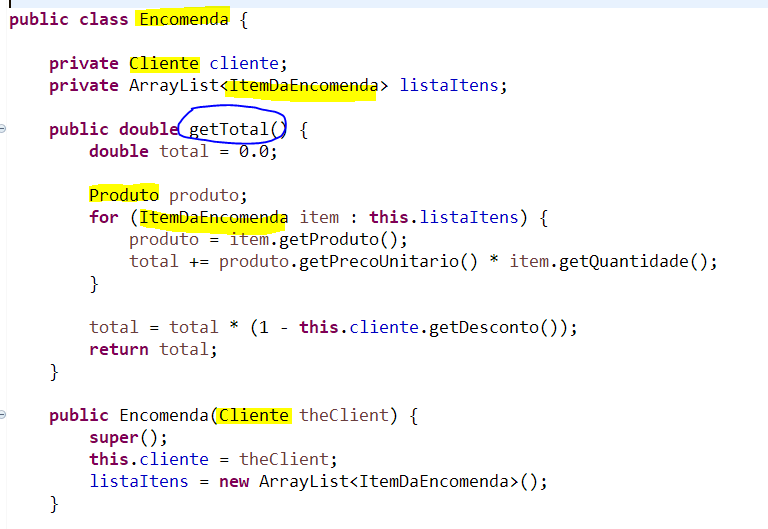 public class Encomenda {
private Cliente cliente;
private ArrayList<ItemDaEncomenda> listaItens;
public double getTotal() {
double total = 0.0;
Produto produto;
for (ItemDaEncomenda item : this.listaItens) {
produto = item.getProduto();
total += produto.getPrecoUnitario() * item.getQuantidade();
}
total = total * (1 - this.cliente.getDesconto());
return total;
}
public Encomenda(Cliente theClient) {
super();
this.cliente = theClient;
listaItens = new ArrayList<ItemDaEncomenda>();
}